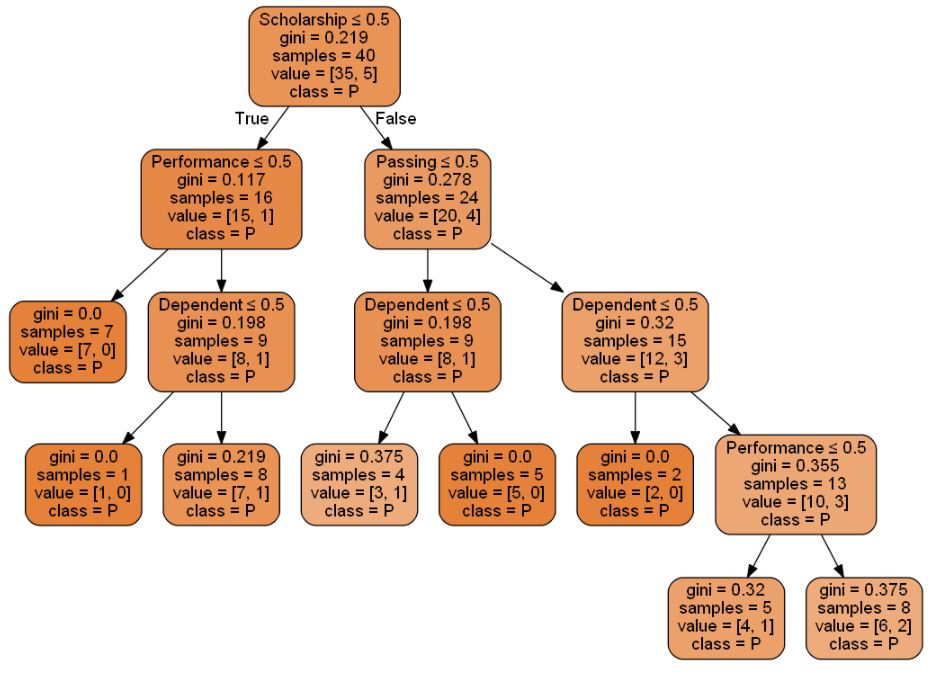 Scholarship ≤ 0.5
gini = 0.219
samples = 40
value = [35, 5]
class = P
True
False
Performance ≤ 0.5
gini = 0.117
samples = 16
value = [15, 1]
class = P
Passing ≤ 0.5
gini = 0.278
samples = 24
value = [20, 4]
class = P
gini = 0.0
samples = 7
value = [7, 0]
class = P
Dependent ≤ 0.5
gini = 0.198
samples = 9
value = [8, 1]
class = P
Dependent ≤ 0.5
gini = 0.198
samples = 9
value = [8, 1]
class = P
Dependent ≤ 0.5
gini = 0.32
samples = 15
value = [12, 3]
class = P
gini = 0.0
samples = 1
value = [1, 0]
class = P
gini = 0.219
samples = 8
value = [7, 1]
class = P
gini = 0.375
samples = 4
value = [3, 1]
class = P
gini = 0.0
samples = 5
value = [5, 0]
class = P
gini = 0.0
samples = 2
value = [2, 0]
class = P
Performance ≤ 0.5
gini = 0.355
samples = 13
value = [10, 3]
class = P
gini = 0.32
samples = 5
value = [4, 1]
class = P
gini = 0.375
samples = 8
value = [6, 2]
class = P